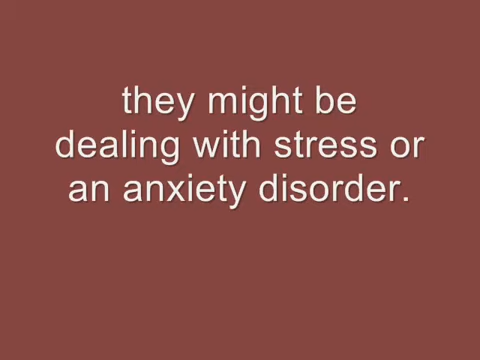 they might be
dealing with stress or
an anxiety disorder.